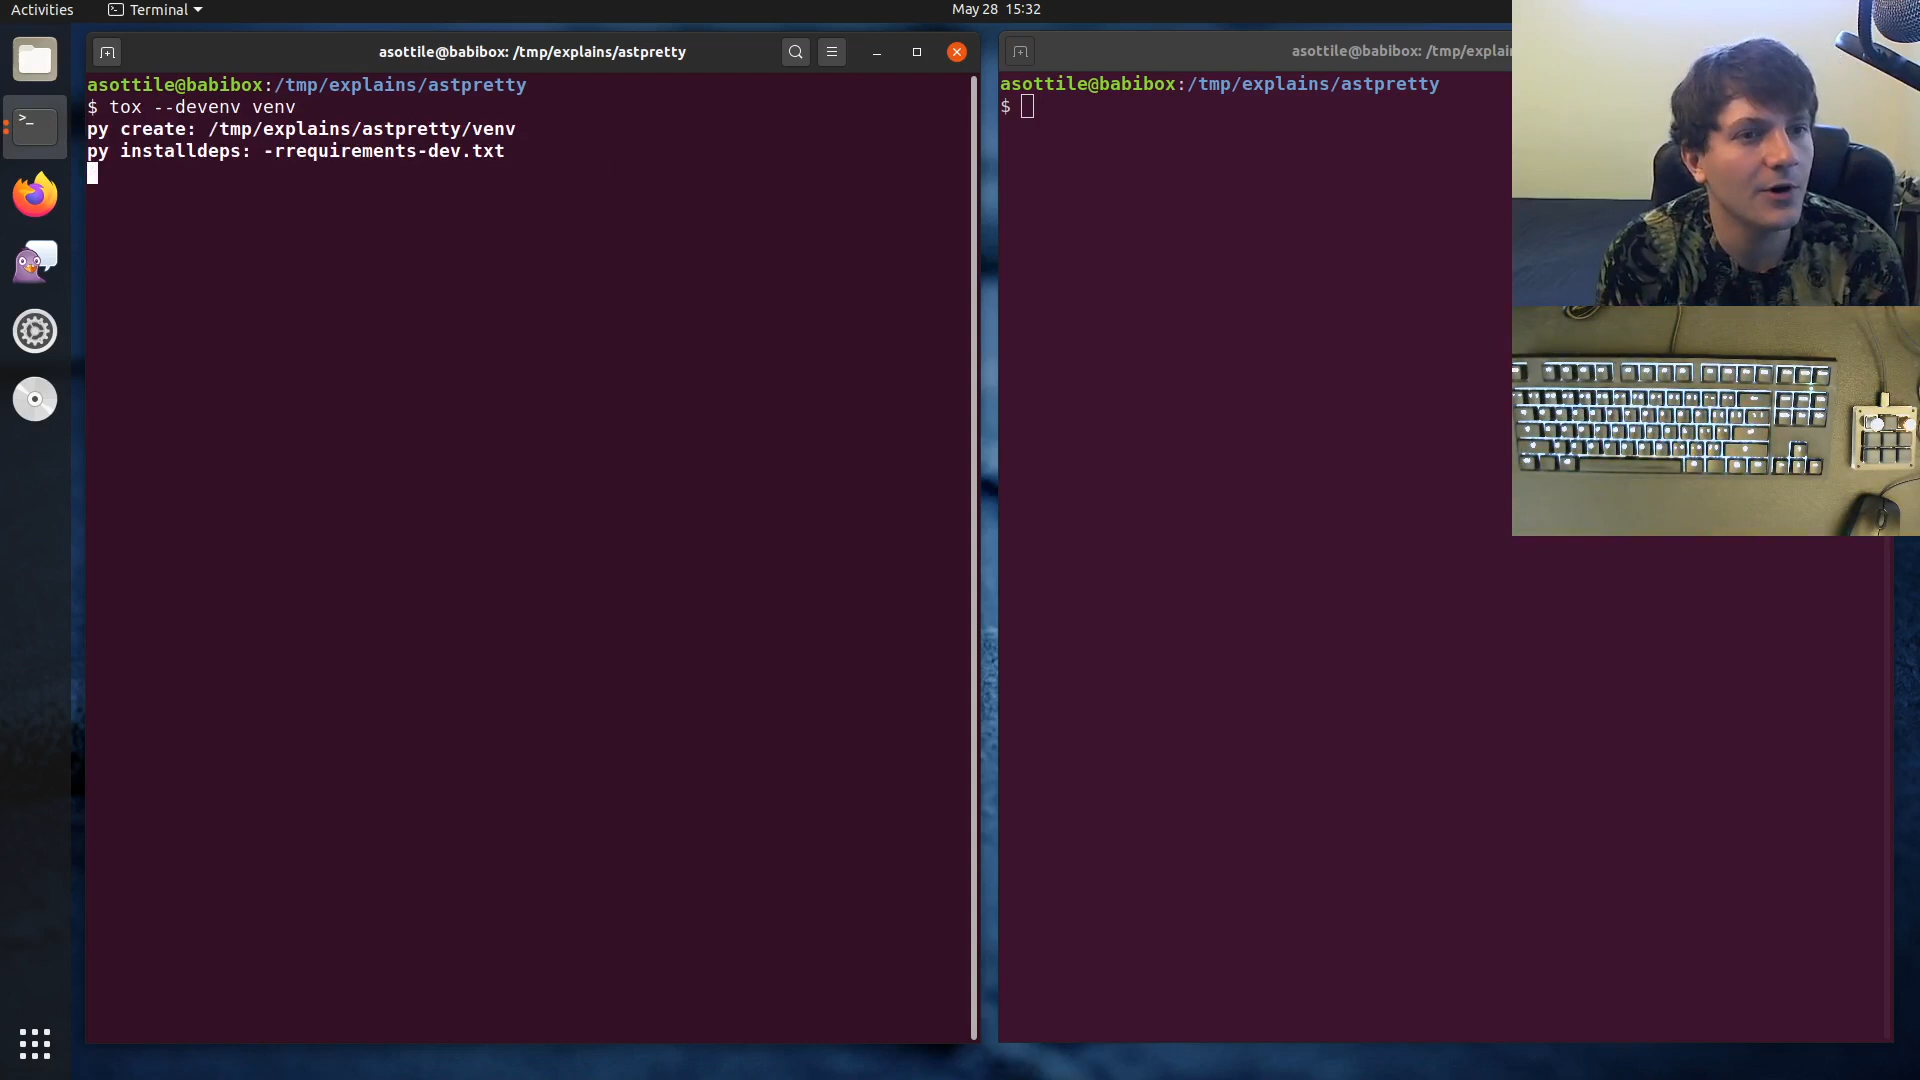 Activities
Terminal
May 28 15:32
asottile@babibox: /tmp/explains/astpretty
asottile@babibox:/tmp/explains/astpretty
$ tox --devenv venv
py create: /tmp/explains/astpretty/venv
py installdeps: -rrequirements-dev.txt
asottile@babibox: /tmp/explai
asottile@babibox:/tmp/explains/astpretty
$